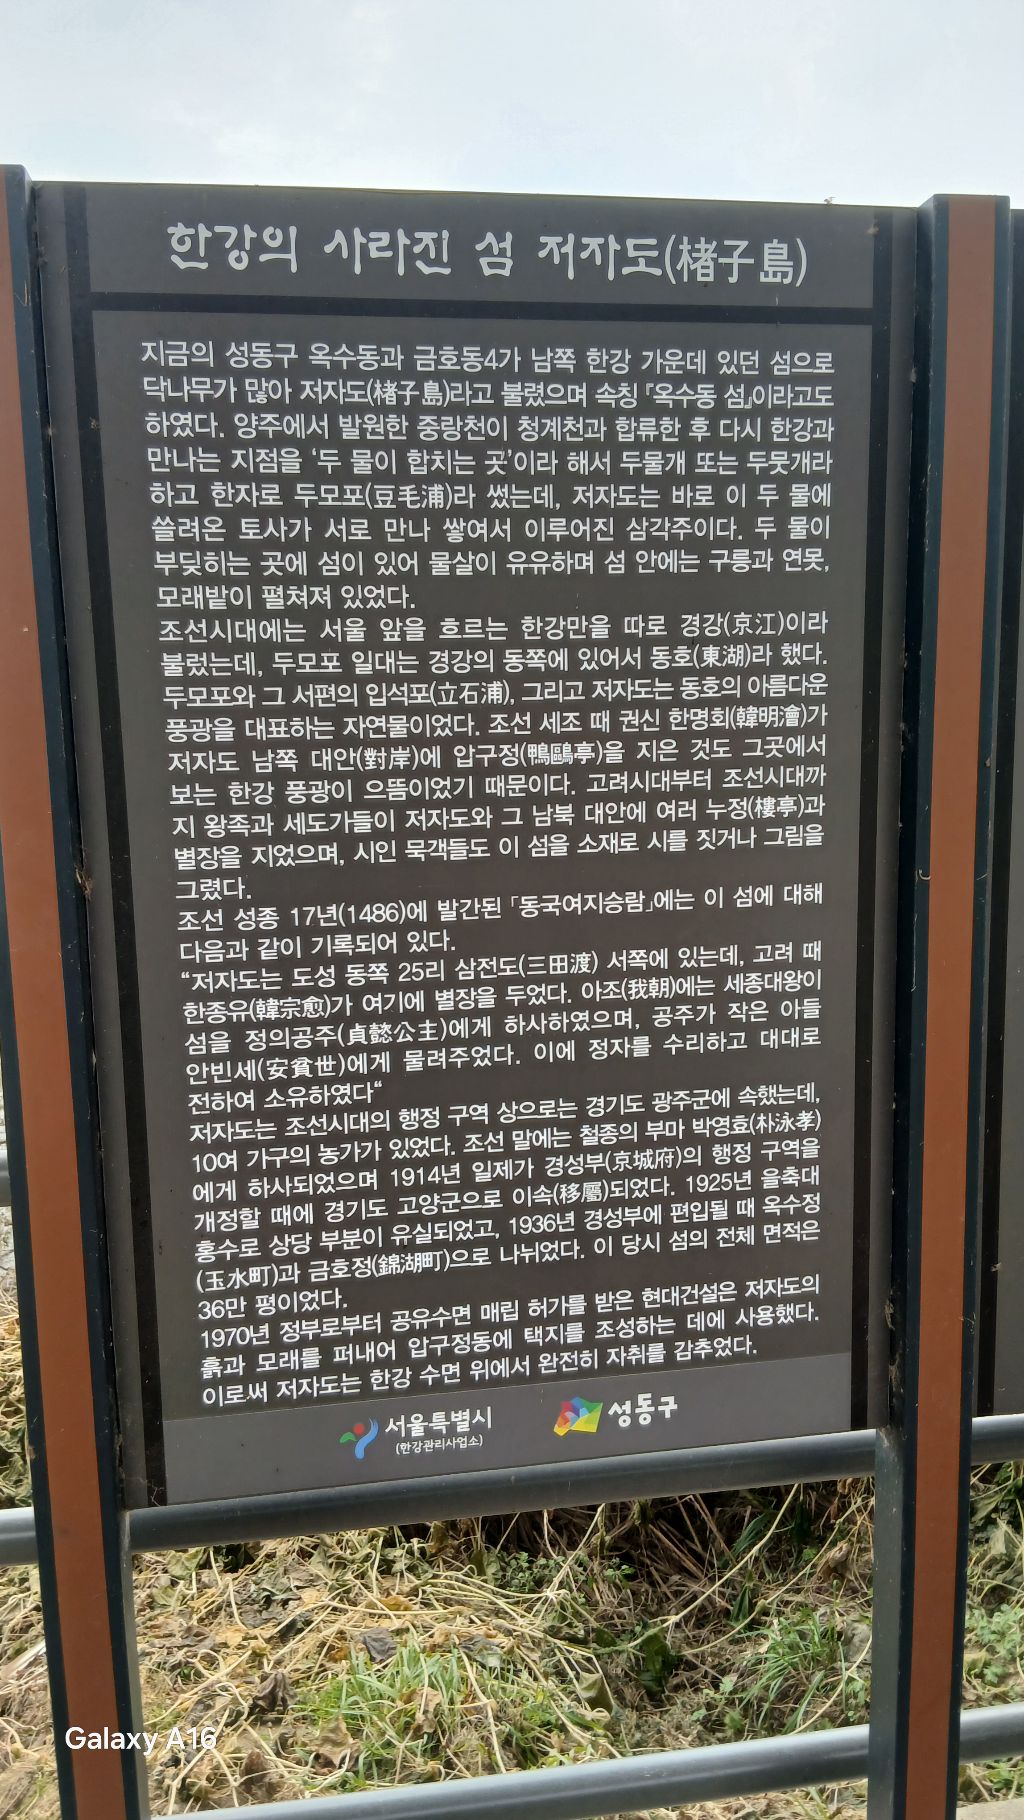 한강의 사라진 섬 저자도(楮子島)
지금의 성동구 옥수동과 금호동4가 남쪽 한강 가운데 있던 섬으로
닥나무가 많아 저자도(楮子島)라고 불렸으며 속칭 『옥수동 섬』이라고도
하였다. 양주에서 발원한 중랑천이 청계천과 합류한 후 다시 한강과
만나는 지점을 ‘두 물이 합치는 곳’이라 해서 두물개 또는 두뭇개라
하고 한자로 두모포(豆毛浦)라 썼는데, 저자도는 바로 이 두 물에
쓸려온 토사가 서로 만나 쌓여서 이루어진 삼각주이다. 두 물이
부딪히는 곳에 섬이 있어 물살이 유유하며 섬 안에는 구릉과 연못,
모래밭이 펼쳐져 있었다.
조선시대에는 서울 앞을 흐르는 한강만을 따로 경강(京江)이라
불렀는데, 두모포 일대는 경강의 동쪽에 있어서 동호(東湖)라 했다.
두모포와 그 서편의 입석포(立石浦), 그리고 저자도는 동호의 아름다운
풍광을 대표하는 자연물이었다. 조선 세조 때 권신 한명회(韓明澮)가
저자도 남쪽 대안(對岸)에 압구정(鴨鷗亭)을 지은 것도 그곳에서
보는 한강 풍광이 으뜸이었기 때문이다. 고려시대부터 조선시대까
지 왕족과 세도가들이 저자도와 그 남북 대안에 여러 누정(樓亭)과
별장을 지었으며, 시인 묵객들도 이 섬을 소재로 시를 짓거나 그림을
그렸다.
조선 성종 17년(1486)에 발간된 「동국여지승람」에는 이 섬에 대해
다음과 같이 기록되어 있다.
“저자도는 도성 동쪽 25리 삼전도(三田渡) 서쪽에 있는데, 고려 때
한종유(韓宗愈)가 여기에 별장을 두었다. 아조(我朝)에는 세종대왕이
섬을 정의공주(貞懿公主)에게 하사하였으며, 공주가 작은 아들
안빈세(安貧世)에게 물려주었다. 이에 정자를 수리하고 대대로
전하여 소유하였다“
저자도는 조선시대의 행정 구역 상으로는 경기도 광주군에 속했는데,
10여 가구의 농가가 있었다. 조선 말에는 철종의 부마 박영효(朴泳孝)
에게 하사되었으며 1914년 일제가 경성부(京城府)의 행정 구역을
개정할 때에 경기도 고양군으로 이속(移屬)되었다. 1925년 을축대
홍수로 상당 부분이 유실되었고, 1936년 경성부에 편입될 때 옥수정
(玉水町)과 금호정(錦湖町)으로 나뉘었다. 이 당시 섬의 전체 면적은
36만 평이었다.
1970년 정부로부터 공유수면 매립 허가를 받은 현대건설은 저자도의
흙과 모래를 퍼내어 압구정동에 택지를 조성하는 데에 사용했다.
이로써 저자도는 한강 수면 위에서 완전히 자취를 감추었다.
서울특별시 성동구
(한강관리사업소)
Galaxy A16